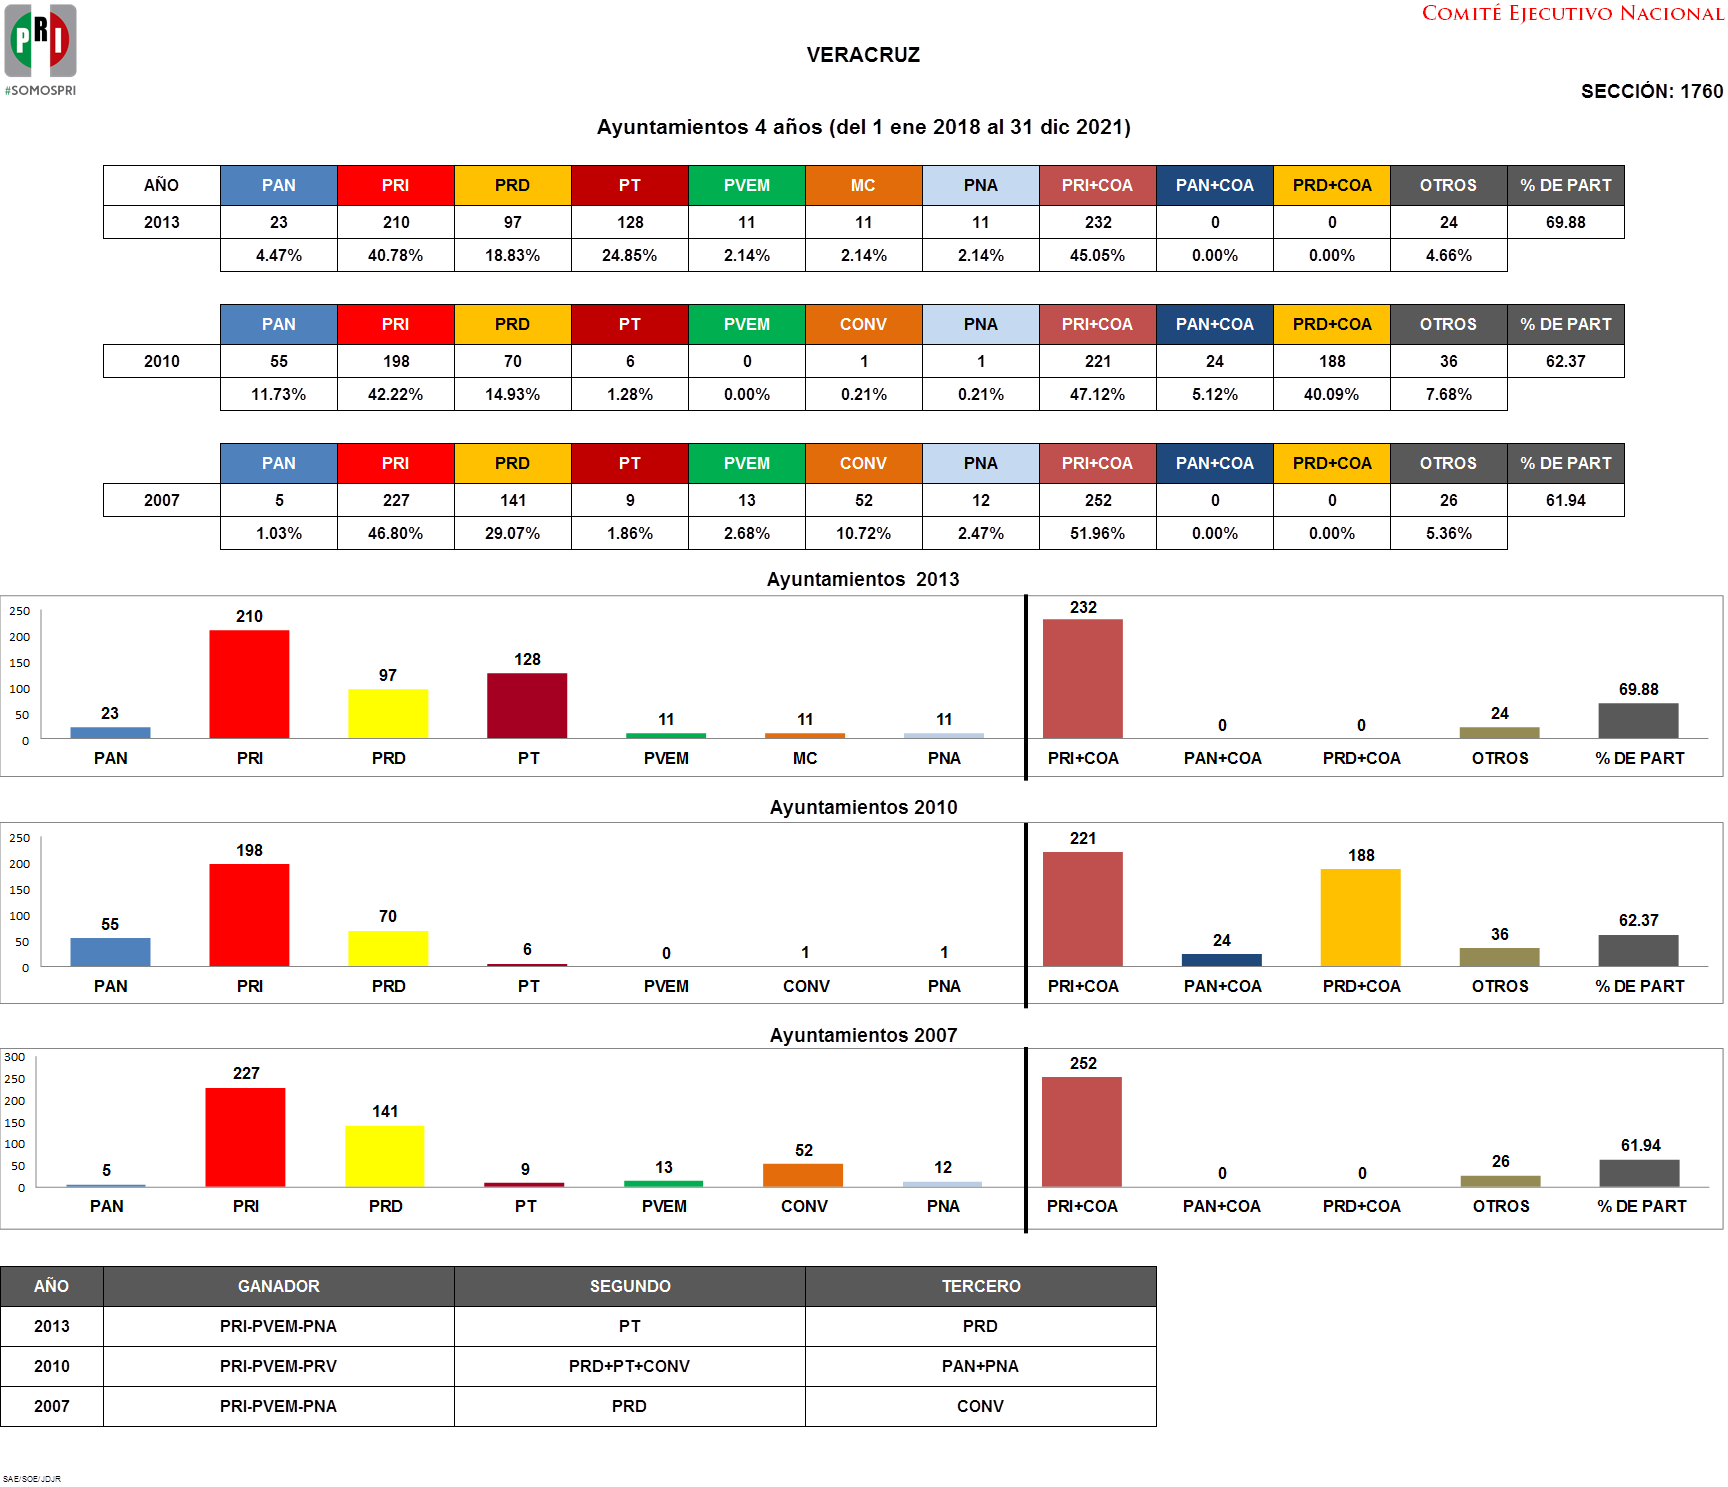 COMITÉ EJECUTIVO NACIONAL
PRI
#SOMOSPRI
VERACRUZ
SECCIÓN: 1760
Ayuntamientos 4 años (del 1 ene 2018 al 31 dic 2021)
AÑO PAN PRI PRD PT PVEM MC PNA PRI+COA PAN+COA PRD+COA OTROS % DE PART
2013 23 210 97 128 11 11 11 232 0 0 24 69.88
4.47% 40.78% 18.83% 24.85% 2.14% 2.14% 2.14% 45.05% 0.00% 0.00% 4.66%
PAN PRI PRD PT PVEM CONV PNA PRI+COA PAN+COA PRD+COA OTROS % DE PART
2010 55 198 70 6 0 1 1 221 24 188 36 62.37
11.73% 42.22% 14.93% 1.28% 0.00% 0.21% 0.21% 47.12% 5.12% 40.09% 7.68%
PAN PRI PRD PT PVEM CONV PNA PRI+COA PAN+COA PRD+COA OTROS % DE PART
2007 5 227 141 9 13 52 12 252 0 0 26 61.94
1.03% 46.80% 29.07% 1.86% 2.68% 10.72% 2.47% 51.96% 0.00% 0.00% 5.36%
Ayuntamientos 2013
250
200
150
100
50
0
23 210 97 128 11 11 11 232 0 0 24 69.88
PAN PRI PRD PT PVEM MC PNA PRI+COA PAN+COA PRD+COA OTROS % DE PART
Ayuntamientos 2010
250
200
150
100
50
0
55 198 70 6 0 1 1 221 24 188 36 62.37
PAN PRI PRD PT PVEM CONV PNA PRI+COA PAN+COA PRD+COA OTROS % DE PART
Ayuntamientos 2007
300
250
200
150
100
50
0
5 227 141 9 13 52 12 252 0 0 26 61.94
PAN PRI PRD PT PVEM CONV PNA PRI+COA PAN+COA PRD+COA OTROS % DE PART
AÑO GANADOR SEGUNDO TERCERO
2013 PRI-PVEM-PNA PT PRD
2010 PRI-PVEM-PRV PRD+PT+CONV PAN+PNA
2007 PRI-PVEM-PNA PRD CONV
SAE/SOE/JDJR